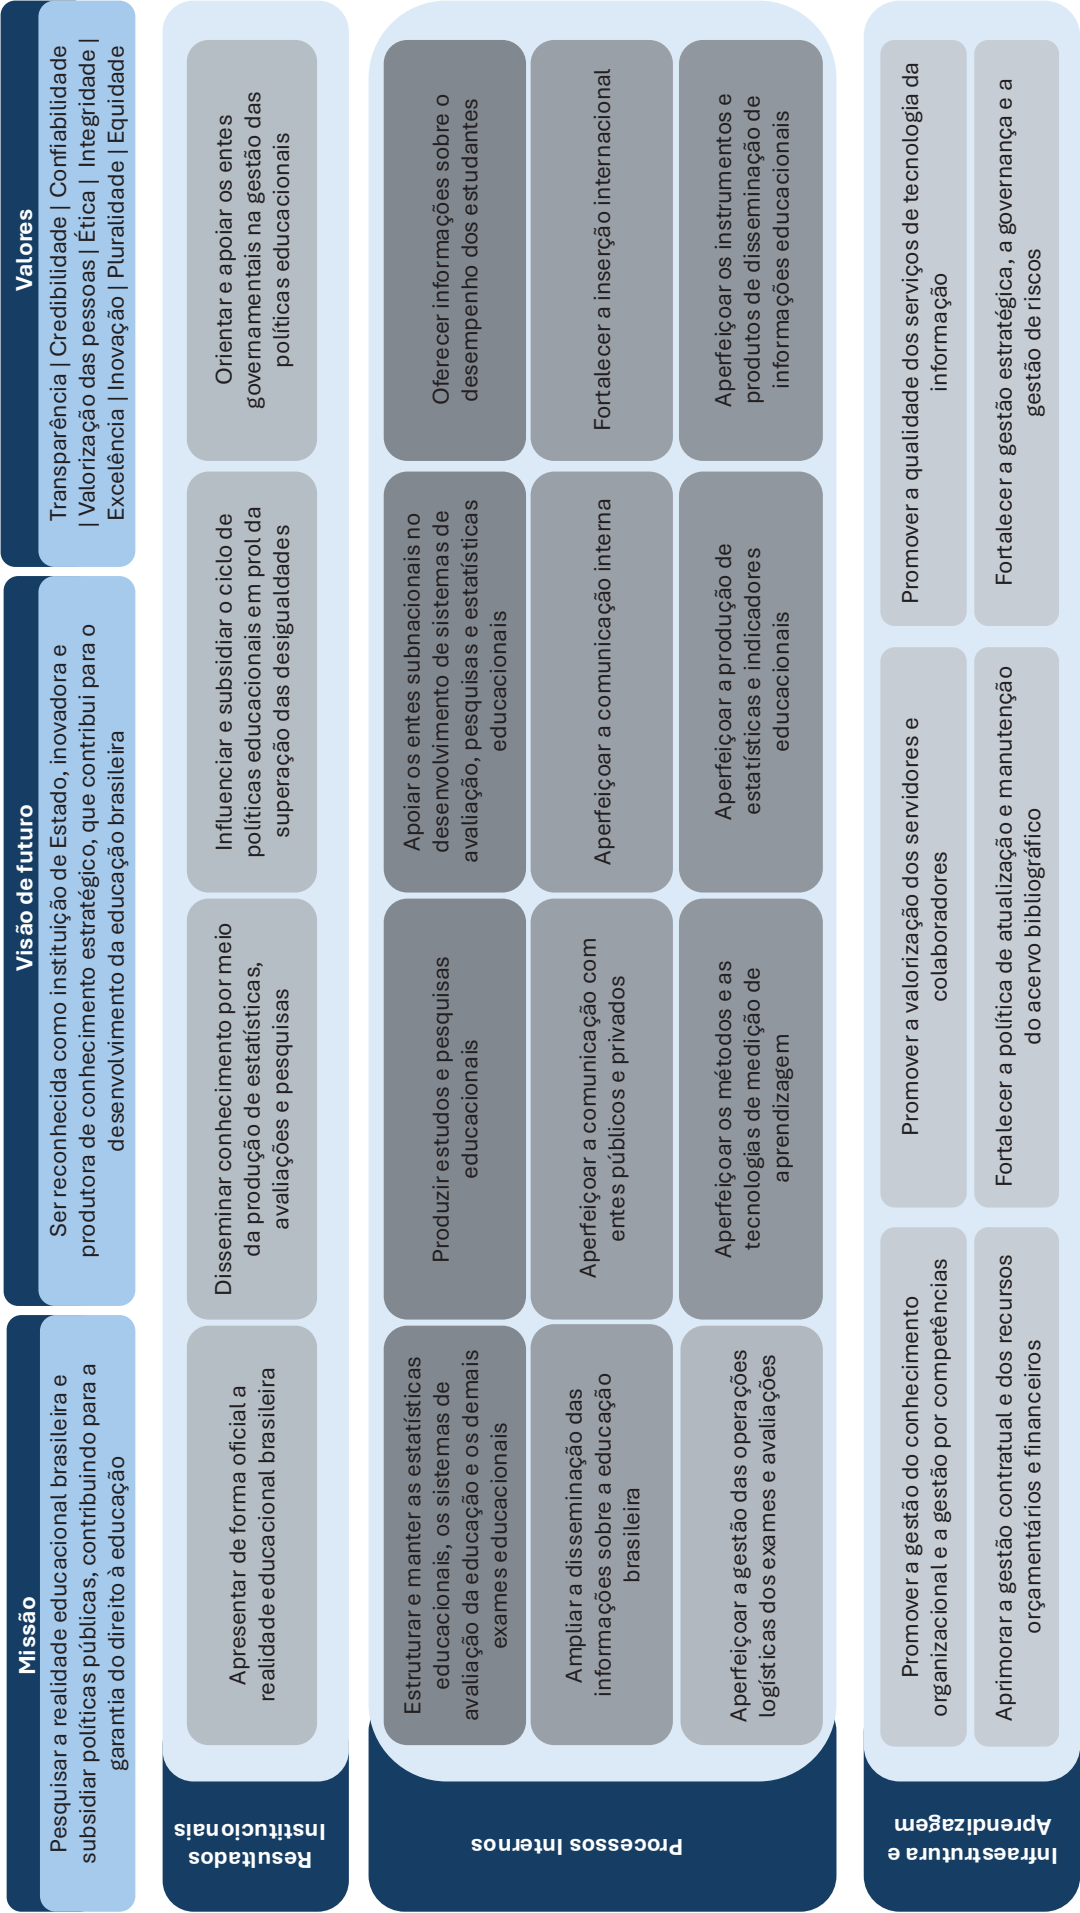 Missão
Pesquisar a realidade educacional brasileira e
subsidiar políticas públicas, contribuindo para a
garantia do direito à educação
Visão de futuro
Ser reconhecida como instituição de Estado, inovadora e
produtora de conhecimento estratégico, que contribui para o
desenvolvimento da educação brasileira
Valores
Transparência | Credibilidade | Confiabilidade
| Valorização das pessoas | Ética | Integridade |
Excelência | Inovação | Pluralidade | Equidade
Resultados
Institucionais
Apresentar de forma oficial a
realidade educacional brasileira
Disseminar conhecimento por meio
da produção de estatísticas,
avaliações e pesquisas
Influenciar e subsidiar o ciclo de
políticas educacionais em prol da
superação das desigualdades
Orientar e apoiar os entes
governamentais na gestão das
políticas educacionais
Processos Internos
Estruturar e manter as estatísticas
educacionais, os sistemas de
avaliação da educação e os demais
exames educacionais
Produzir estudos e pesquisas
educacionais
Apoiar os entes subnacionais no
desenvolvimento de sistemas de
avaliação, pesquisas e estatísticas
educacionais
Oferecer informações sobre o
desempenho dos estudantes
Ampliar a disseminação das
informações sobre a educação
brasileira
Aperfeiçoar a comunicação com
entes públicos e privados
Aperfeiçoar a comunicação interna
Fortalecer a inserção internacional
Aperfeiçoar a gestão das operações
logísticas dos exames e avaliações
Aperfeiçoar os métodos e as
tecnologias de medição de
aprendizagem
Aperfeiçoar a produção de
estatísticas e indicadores
educacionais
Aperfeiçoar os instrumentos e
produtos de disseminação de
informações educacionais
Infraestrutura e
Aprendizagem
Promover a gestão do conhecimento
organizacional e a gestão por competências
Promover a valorização dos servidores e
colaboradores
Promover a qualidade dos serviços de tecnologia da
informação
Aprimorar a gestão contratual e dos recursos
orçamentários e financeiros
Fortalecer a política de atualização e manutenção
do acervo bibliográfico
Fortalecer a gestão estratégica, a governança e a
gestão de riscos